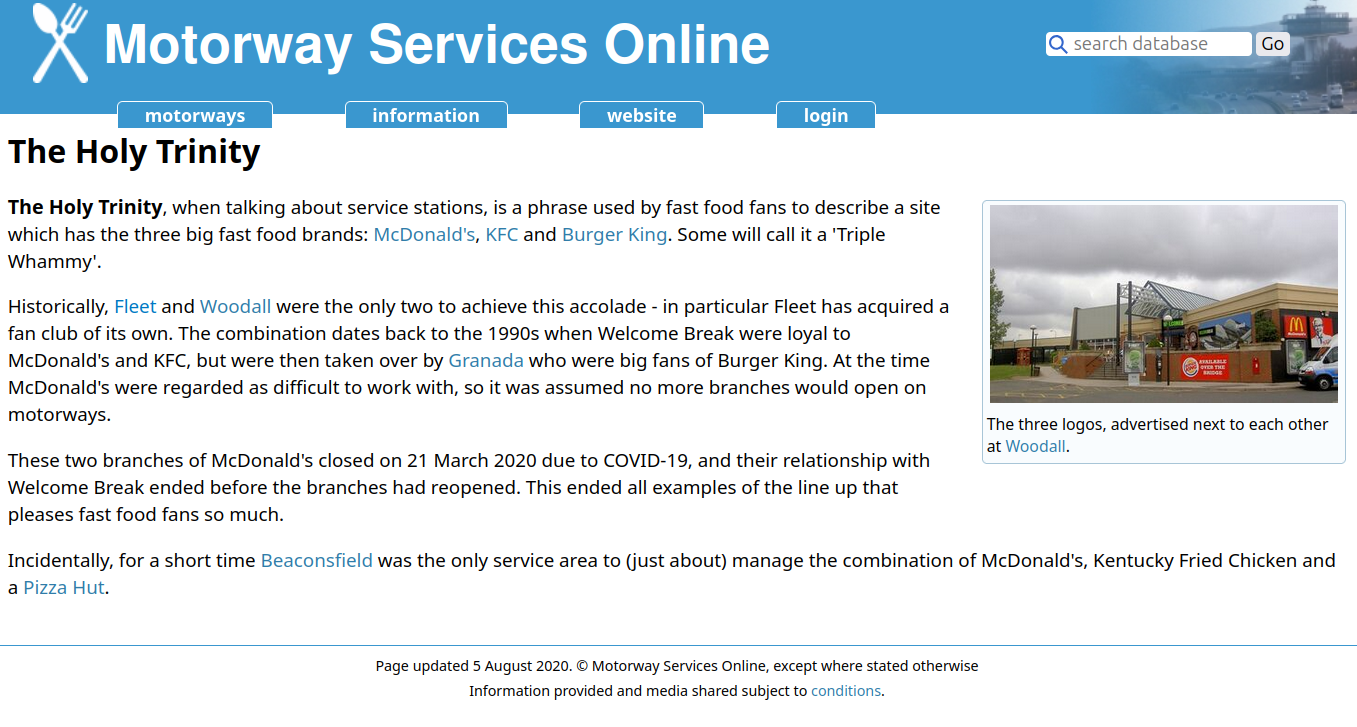 Motorway Services Online
search database Go
motorways information website login
The Holy Trinity
The Holy Trinity, when talking about service stations, is a phrase used by fast food fans to describe a site
which has the three big fast food brands: McDonald's, KFC and Burger King. Some will call it a 'Triple
Whammy'.
Historically, Fleet and Woodall were the only two to achieve this accolade - in particular Fleet has acquired a
fan club of its own. The combination dates back to the 1990s when Welcome Break were loyal to
McDonald's and KFC, but were then taken over by Granada who were big fans of Burger King. At the time
McDonald's were regarded as difficult to work with, so it was assumed no more branches would open on
motorways.
These two branches of McDonald's closed on 21 March 2020 due to COVID-19, and their relationship with
Welcome Break ended before the branches had reopened. This ended all examples of the line up that
pleases fast food fans so much.
AVAILABLE
OVER THE
BRIDGE
The three logos, advertised next to each other
at Woodall.
Incidentally, for a short time Beaconsfield was the only service area to (just about) manage the combination of McDonald's, Kentucky Fried Chicken and
a Pizza Hut.
Page updated 5 August 2020. © Motorway Services Online, except where stated otherwise
Information provided and media shared subject to conditions.